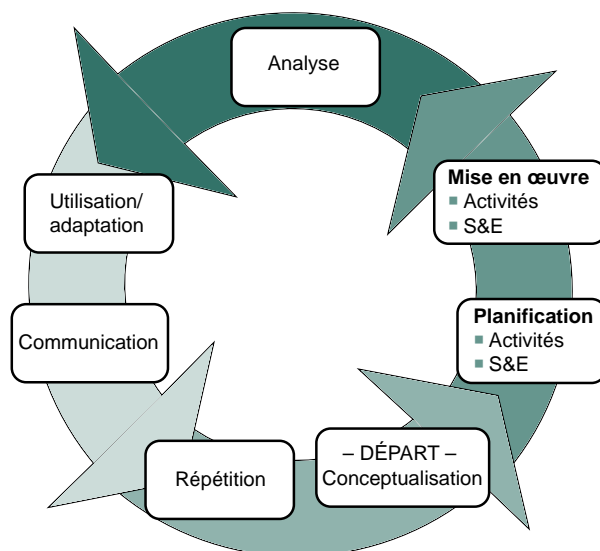 Analyse
Mise en œuvre
Activités
S&E
Utilisation/
adaptation
Planification
Activités
S&E
Communication
– DÉPART –
Conceptualisation
Répétition